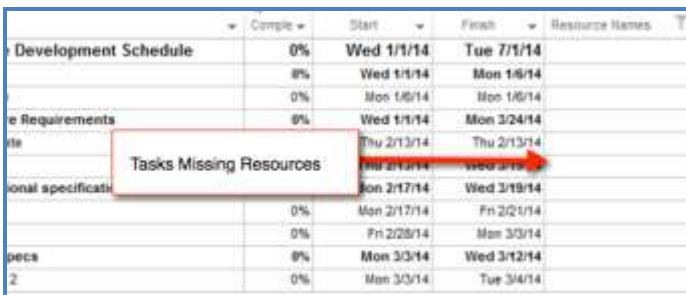 Comple Start Finish Resource Names
Development Schedule 0% Wed 1/1/14 Tue 7/1/14
0% Wed 1/1/14 Mon 1/6/14
0% Mon 1/6/14 Mon 1/6/14
e Requirements 0% Wed 1/1/14 Mon 3/24/14
Thu 2/13/14 Thu 2/13/14
Tasks Missing Resources
ional specificati Mon 2/17/14 Wed 3/19/14
0% Mon 2/17/14 Fri 2/21/14
0% Fri 2/28/14 Mon 3/3/14
pecs 0% Mon 3/3/14 Wed 3/12/14
2 0% Mon 3/3/14 Tue 3/4/14